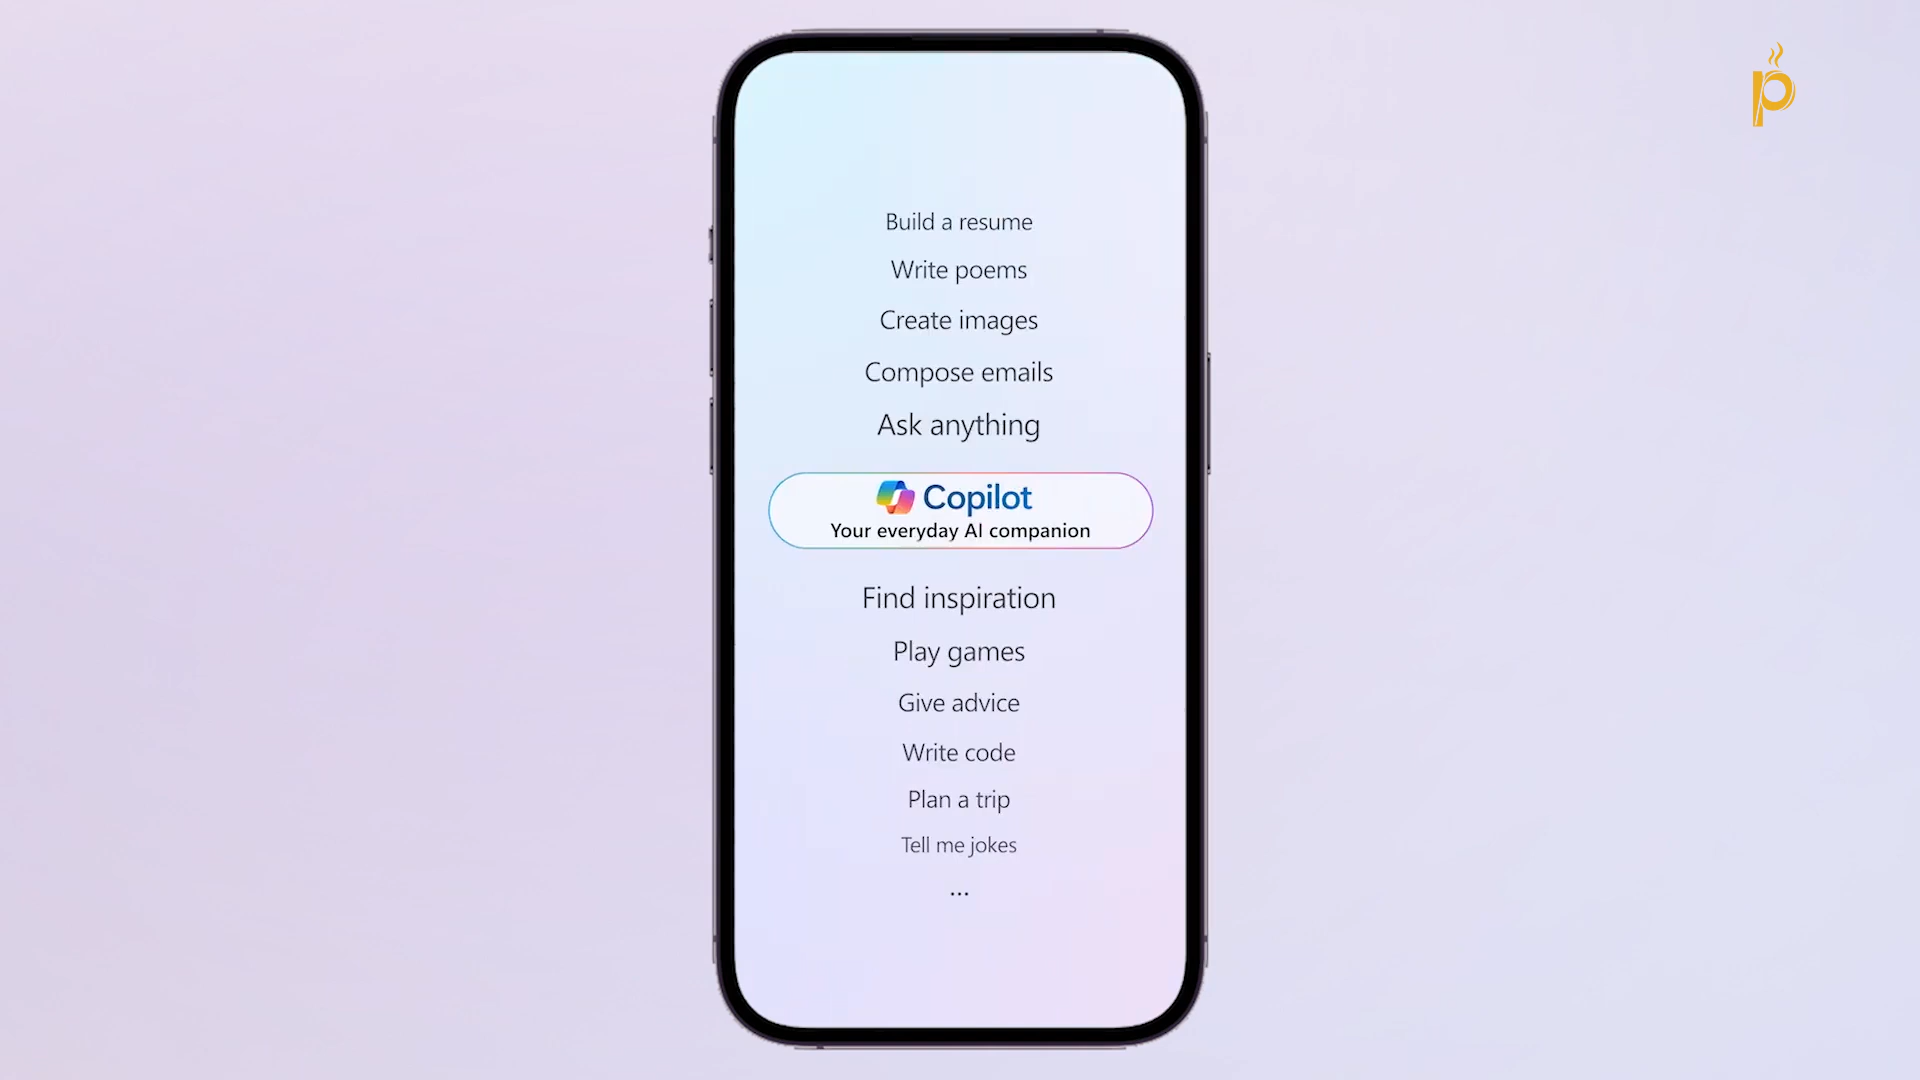 Build a resume
Write poems
Create images
Compose emails
Ask anything
Copilot
Your everyday AI companion
Find inspiration
Play games
Give advice
Write code
Plan a trip
Tell me jokes
...
p